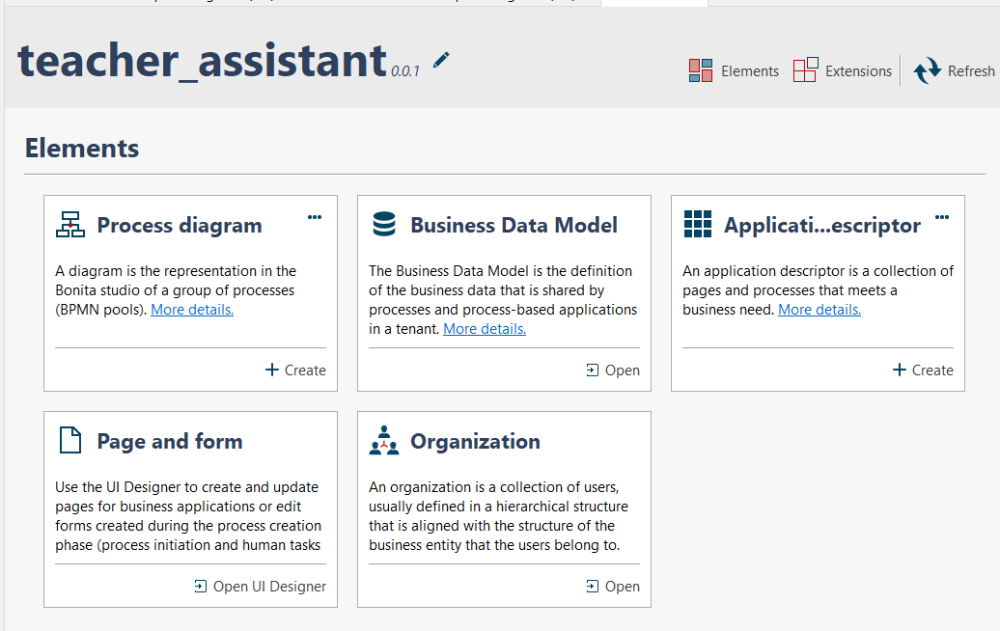 teacher_assistant 0.0.1
Elements
Extensions
Refresh
Elements
Process diagram
A diagram is the representation in the
Bonita studio of a group of processes
(BPMN pools). More details.
Create
Business Data Model
The Business Data Model is the definition
of the business data that is shared by
processes and process-based applications
in a tenant. More details.
Open
Applicati...escriptor
An application descriptor is a collection of
pages and processes that meets a
business need. More details.
Create
Page and form
Use the UI Designer to create and update
pages for business applications or edit
forms created during the process creation
phase (process initiation and human tasks
Open UI Designer
Organization
An organization is a collection of users,
usually defined in a hierarchical structure
that is aligned with the structure of the
business entity that the users belong to.
Open